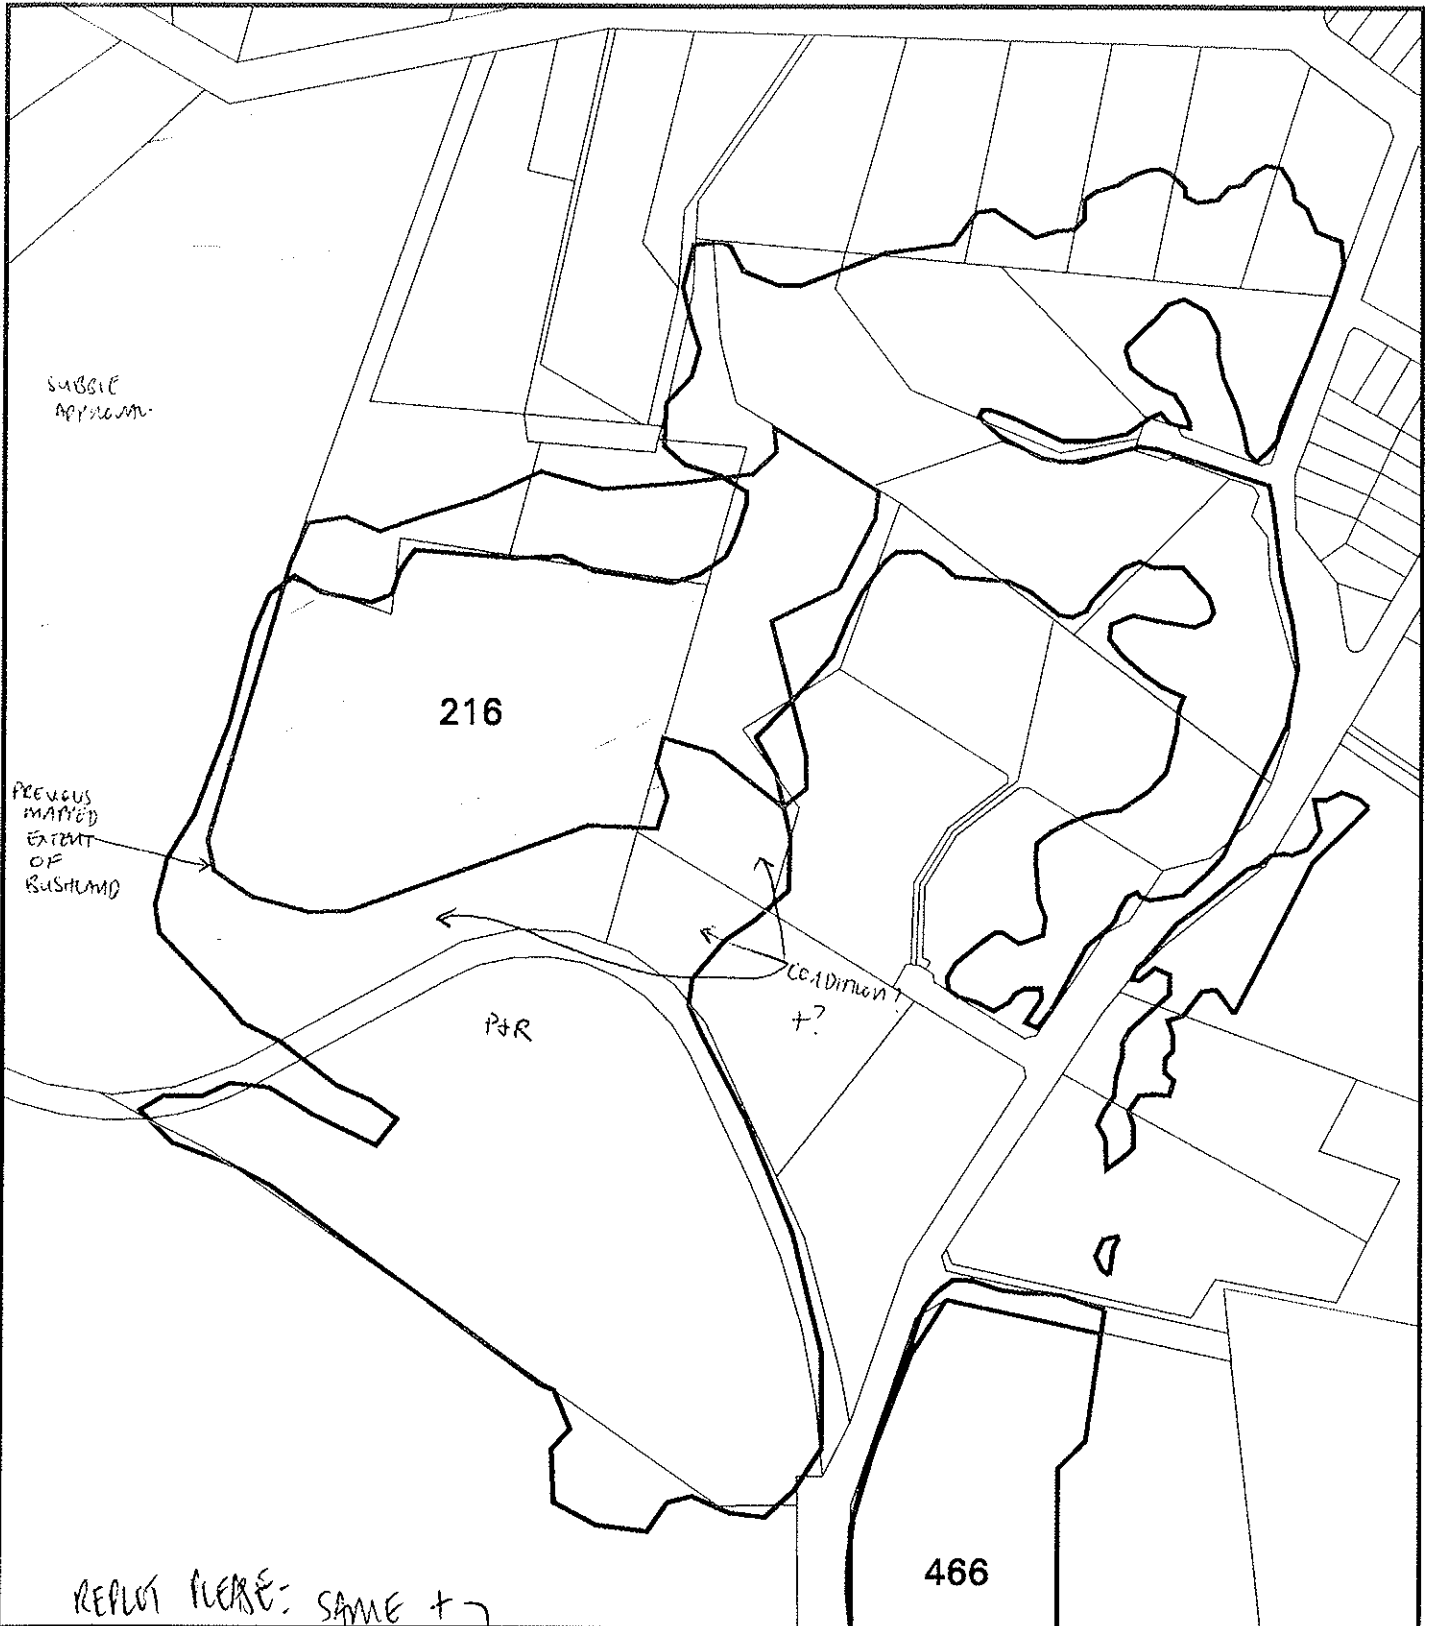 SUBBIE
APPROVAL
216
PREVIOUS
MAPPED
EXTENT
OF
BUSHLAND
CONDITION?
+?
P+R
466
REPLOT PLEASE: SAME +